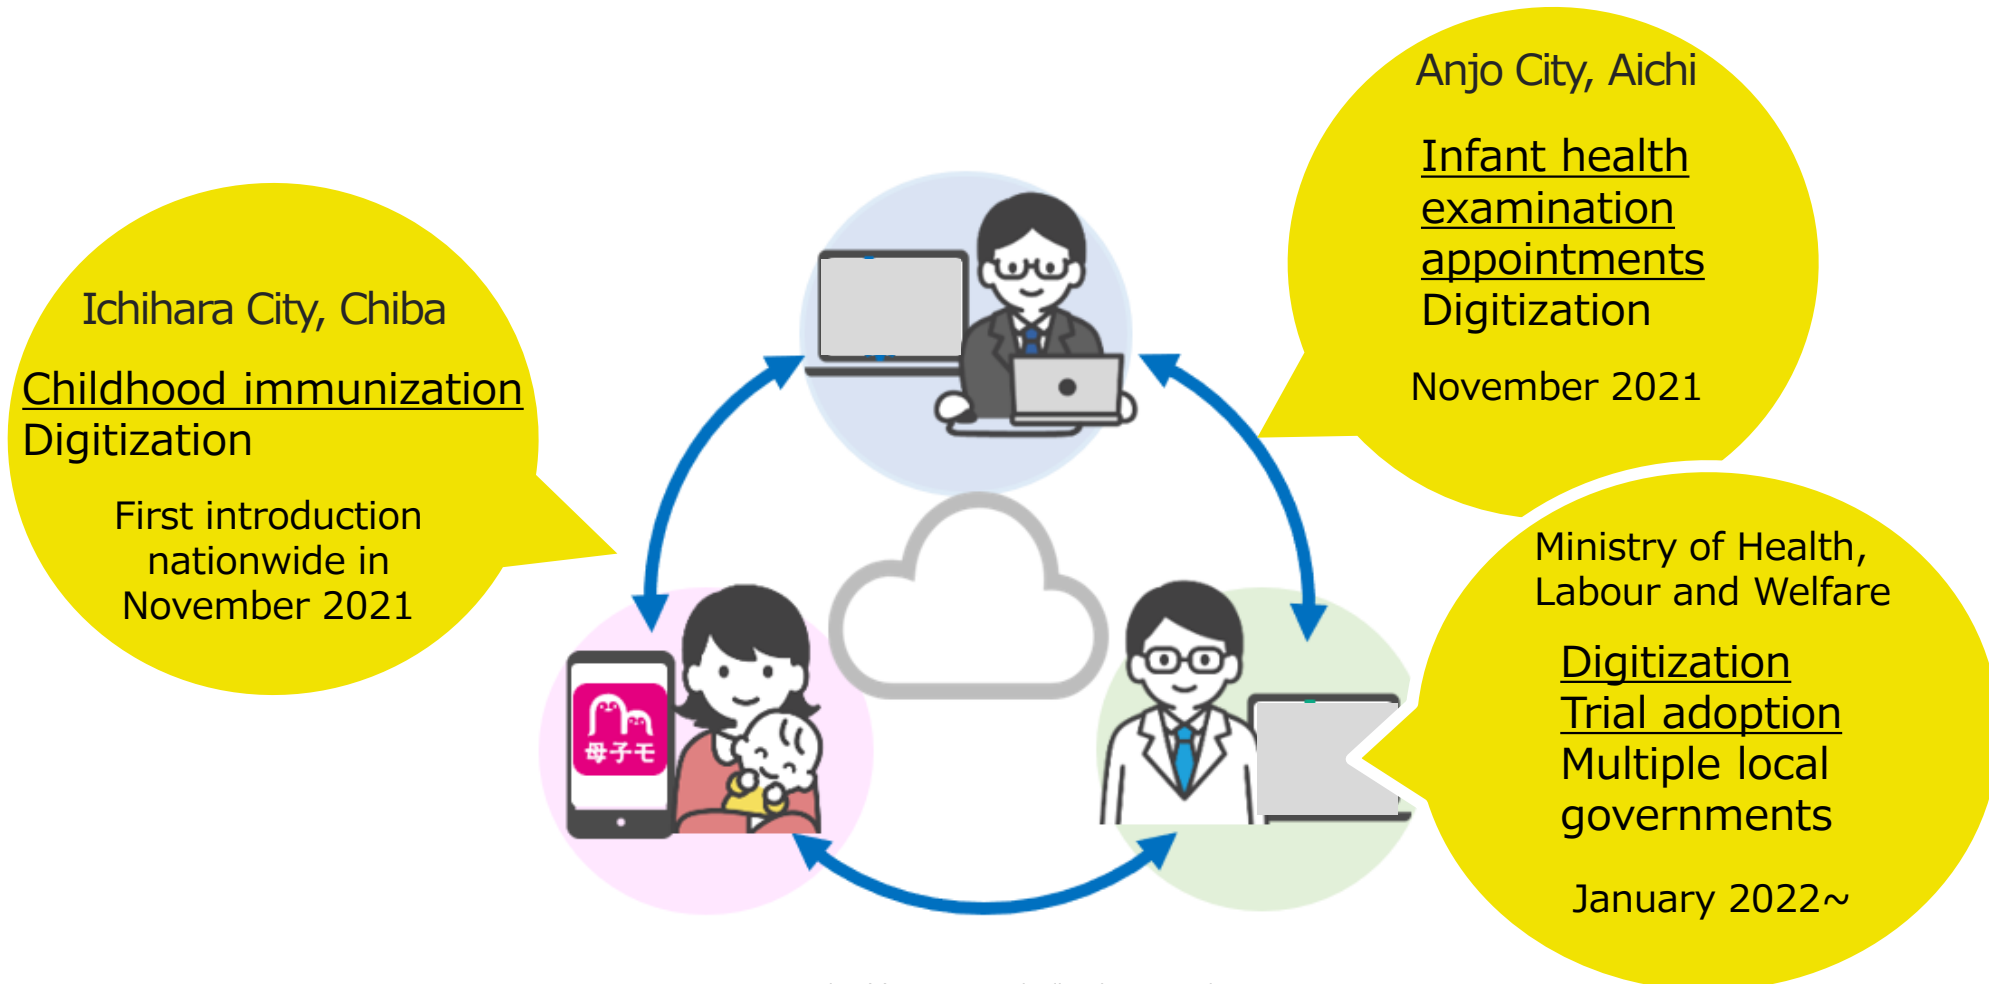 Ichihara City, Chiba
Childhood immunization
Digitization
First introduction
nationwide in
November 2021
Anjo City, Aichi
Infant health
examination
appointments
Digitization
November 2021
Ministry of Health,
Labour and Welfare
Digitization
Trial adoption
Multiple local
governments
January 2022~
母子モ